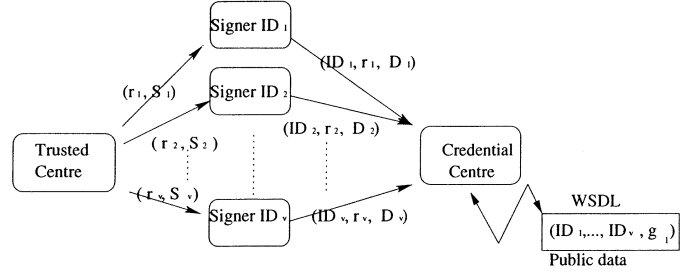 Signer ID 1
(ID 1, r 1, D 1)
(r 1, S 1)
Signer ID 2
(ID 2, r 2, D 2)
Trusted
Centre
(r 2, S 2)
Credential
Centre
(r v, S v)
Signer ID v
(ID v, r v, D v)
WSDL
(ID 1,..., ID v , g 1)
Public data